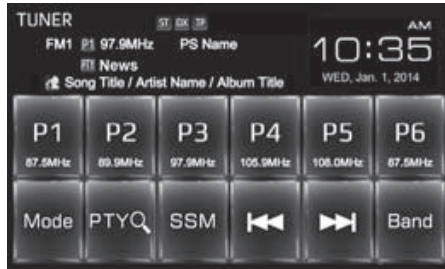 TUNER ST DX TP AM
FM1 P1 97.9MHz PS Name 10:35
PTY News
Song Title / Artist Name / Album Title WED, Jan. 1, 2014
P1 P2 P3 P4 P5 P6
87.5MHz 89.9MHz 97.9MHz 105.9MHz 108.0MHz 87.5MHz
Mode PTY SSM Band